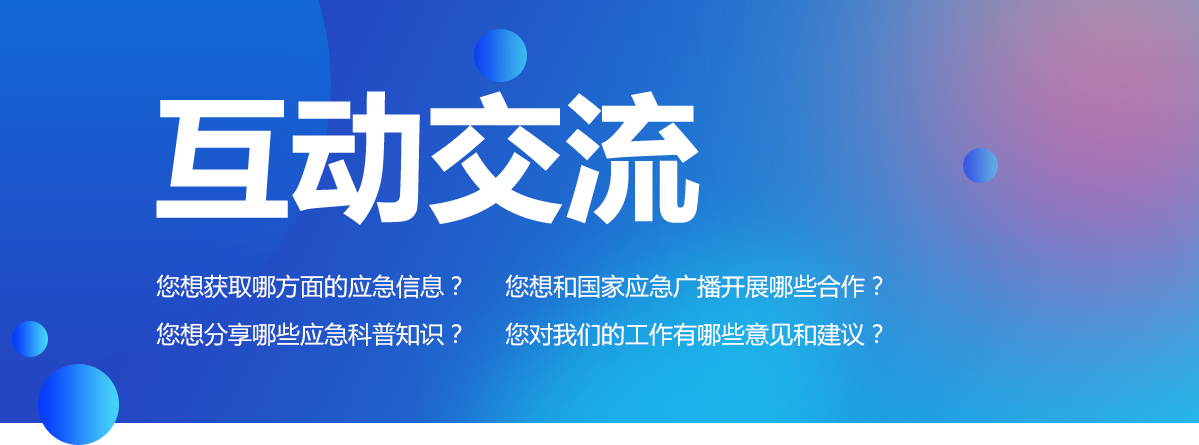 互动交流
您想获取哪方面的应急信息？ 您想和国家应急广播开展哪些合作？
您想分享哪些应急科普知识？ 您对我们的工作有哪些意见和建议？